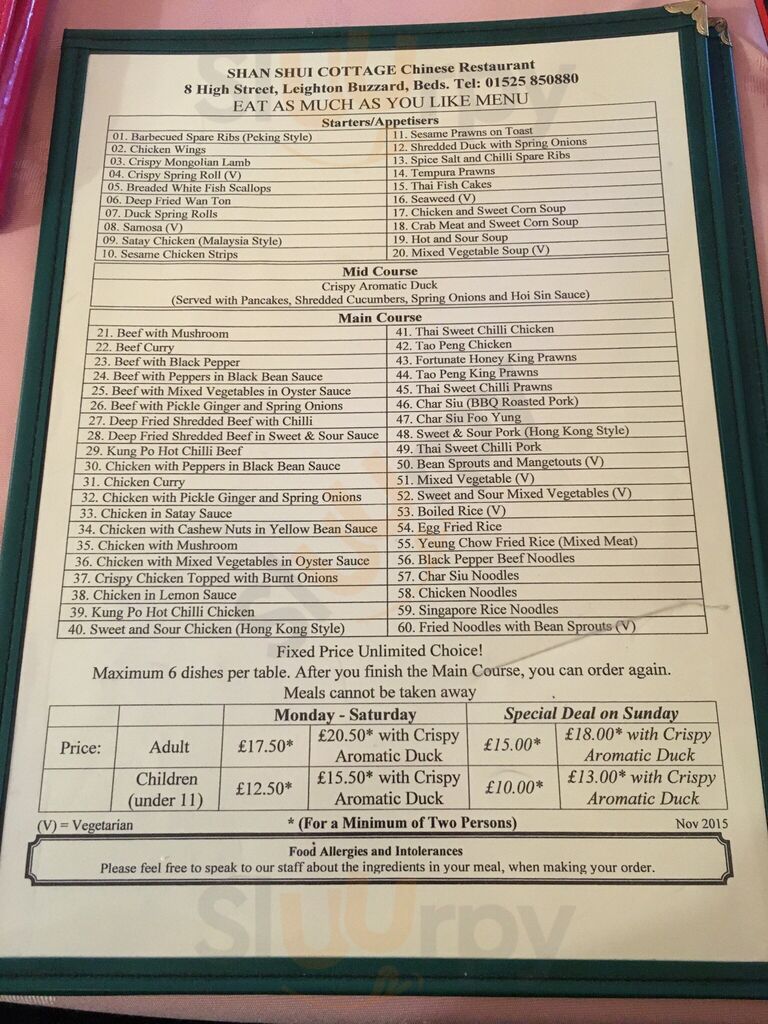 SHAN SHUI COTTAGE Chinese Restaurant
8 High Street, Leighton Buzzard, Beds. Tel: 01525 850880
EAT AS MUCH AS YOU LIKE MENU
Starters/Appetisers
01. Barbecued Spare Ribs (Peking Style)
02. Chicken Wings
03. Crispy Mongolian Lamb
04. Crispy Spring Roll (V)
05. Breaded White Fish Scallops
06. Deep Fried Wan Ton
07. Duck Spring Rolls
08. Samosa (V)
09. Satay Chicken (Malaysia Style)
10. Sesame Chicken Strips
11. Sesame Prawns on Toast
12. Shredded Duck with Spring Onions
13. Spice Salt and Chilli Spare Ribs
14. Tempura Prawns
15. Thai Fish Cakes
16. Seaweed (V)
17. Chicken and Sweet Corn Soup
18. Crab Meat and Sweet Corn Soup
19. Hot and Sour Soup
20. Mixed Vegetable Soup (V)
Mid Course
Crispy Aromatic Duck
(Served with Pancakes, Shredded Cucumbers, Spring Onions and Hoi Sin Sauce)
Main Course
21. Beef with Mushroom
22. Beef Curry
23. Beef with Black Pepper
24. Beef with Peppers in Black Bean Sauce
25. Beef with Mixed Vegetables in Oyster Sauce
26. Beef with Pickle Ginger and Spring Onions
27. Deep Fried Shredded Beef with Chilli
28. Deep Fried Shredded Beef in Sweet & Sour Sauce
29. Kung Po Hot Chilli Beef
30. Chicken with Peppers in Black Bean Sauce
31. Chicken Curry
32. Chicken with Pickle Ginger and Spring Onions
33. Chicken in Satay Sauce
34. Chicken with Cashew Nuts in Yellow Bean Sauce
35. Chicken with Mushroom
36. Chicken with Mixed Vegetables in Oyster Sauce
37. Crispy Chicken Topped with Burnt Onions
38. Chicken in Lemon Sauce
39. Kung Po Hot Chilli Chicken
40. Sweet and Sour Chicken (Hong Kong Style)
41. Thai Sweet Chilli Chicken
42. Tao Peng Chicken
43. Fortunate Honey King Prawns
44. Tao Peng King Prawns
45. Thai Sweet Chilli Prawns
46. Char Siu (BBQ Roasted Pork)
47. Char Siu Foo Yung
48. Sweet & Sour Pork (Hong Kong Style)
49. Thai Sweet Chilli Pork
50. Bean Sprouts and Mangetouts (V)
51. Mixed Vegetable (V)
52. Sweet and Sour Mixed Vegetables (V)
53. Boiled Rice (V)
54. Egg Fried Rice
55. Yeung Chow Fried Rice (Mixed Meat)
56. Black Pepper Beef Noodles
57. Char Siu Noodles
58. Chicken Noodles
59. Singapore Rice Noodles
60. Fried Noodles with Bean Sprouts (V)
Fixed Price Unlimited Choice!
Maximum 6 dishes per table. After you finish the Main Course, you can order again.
Meals cannot be taken away
Monday - Saturday
Special Deal on Sunday
Price: Adult £17.50* £20.50* with Crispy Aromatic Duck £15.00* £18.00* with Crispy Aromatic Duck
Children (under 11) £12.50* £15.50* with Crispy Aromatic Duck £10.00* £13.00* with Crispy Aromatic Duck
(V) = Vegetarian * (For a Minimum of Two Persons) Nov 2015
Food Allergies and Intolerances
Please feel free to speak to our staff about the ingredients in your meal, when making your order.
Sluurpy
Sluurpy